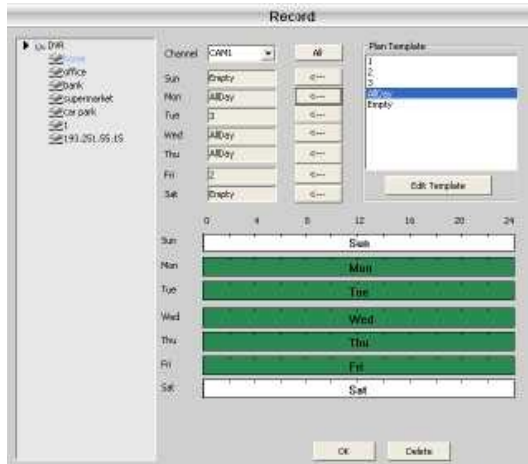 Record
DVR
home
office
bank
supermarket
car park
1
193.251.55.15
Channel CAM1 All
Sun Empty <---
Mon AllDay <---
Tue 3 <---
Wed AllDay <---
Thu AllDay <---
Fri 2 <---
Sat Empty <---
Plan Template
1
2
3
AllDay
Empty
Edit Template
0 4 8 12 16 20 24
Sun Sun
Mon Mon
Tue Tue
Wed Wed
Thu Thu
Fri Fri
Sat Sat
OK Delete